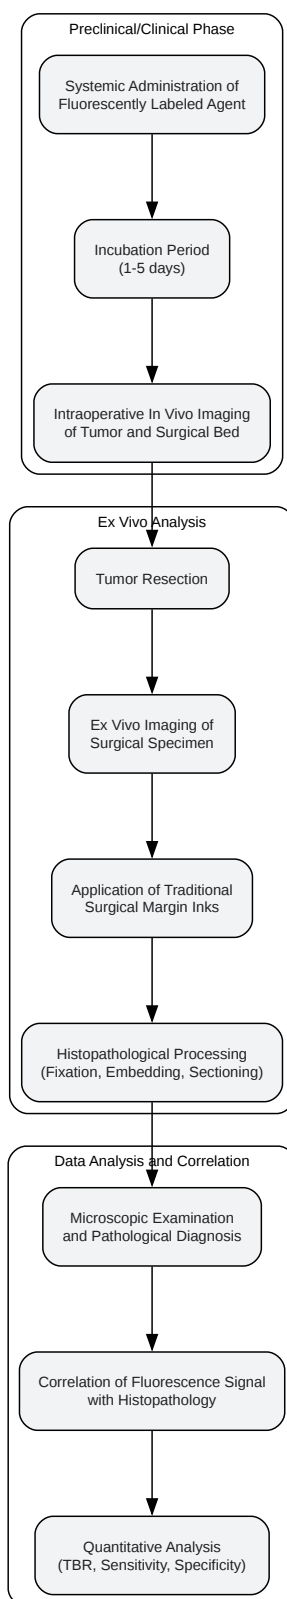 Preclinical/Clinical Phase
Systemic Administration of
Fluorescently Labeled Agent
Incubation Period
(1-5 days)
Intraoperative In Vivo Imaging
of Tumor and Surgical Bed
Ex Vivo Analysis
Tumor Resection
Ex Vivo Imaging of
Surgical Specimen
Application of Traditional
Surgical Margin Inks
Histopathological Processing
(Fixation, Embedding, Sectioning)
Data Analysis and Correlation
Microscopic Examination
and Pathological Diagnosis
Correlation of Fluorescence Signal
with Histopathology
Quantitative Analysis
(TBR, Sensitivity, Specificity)